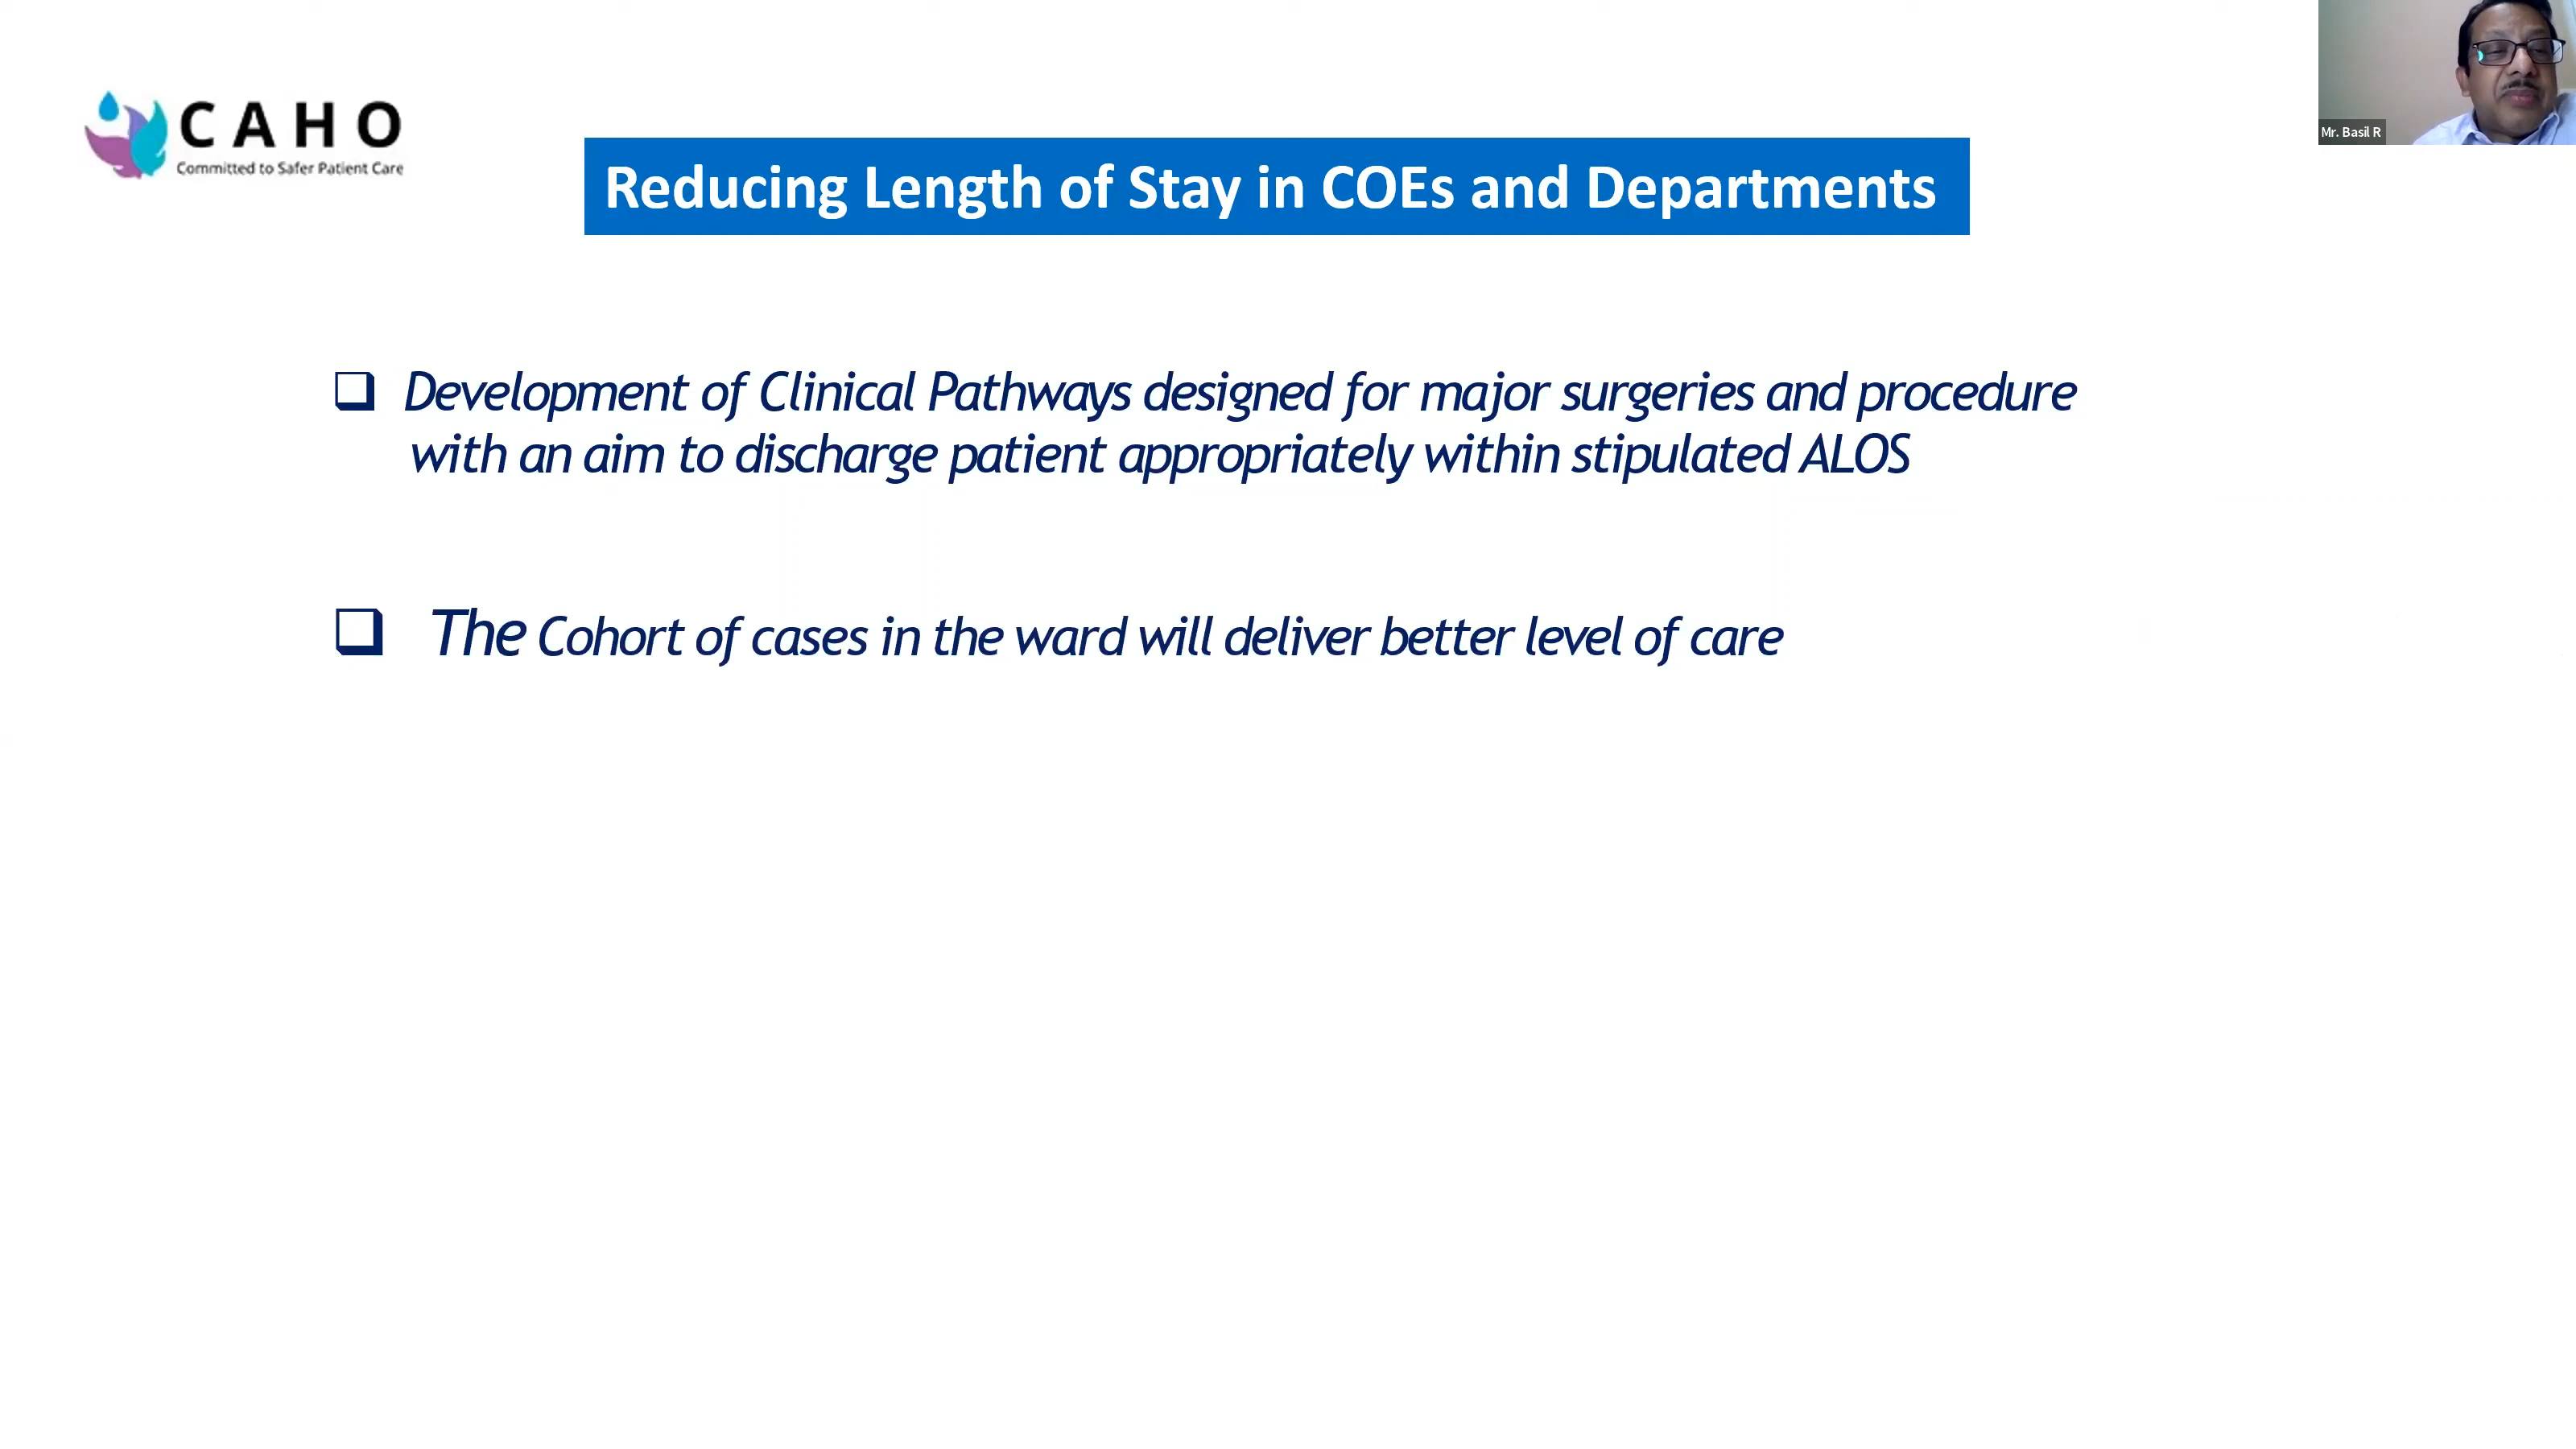 CAHO
Committed to Safer Patient Care
Mr. Basil R
Reducing Length of Stay in COEs and Departments
Development of Clinical Pathways designed for major surgeries and procedure
with an aim to discharge patient appropriately within stipulated ALOS
The Cohort of cases in the ward will deliver better level of care